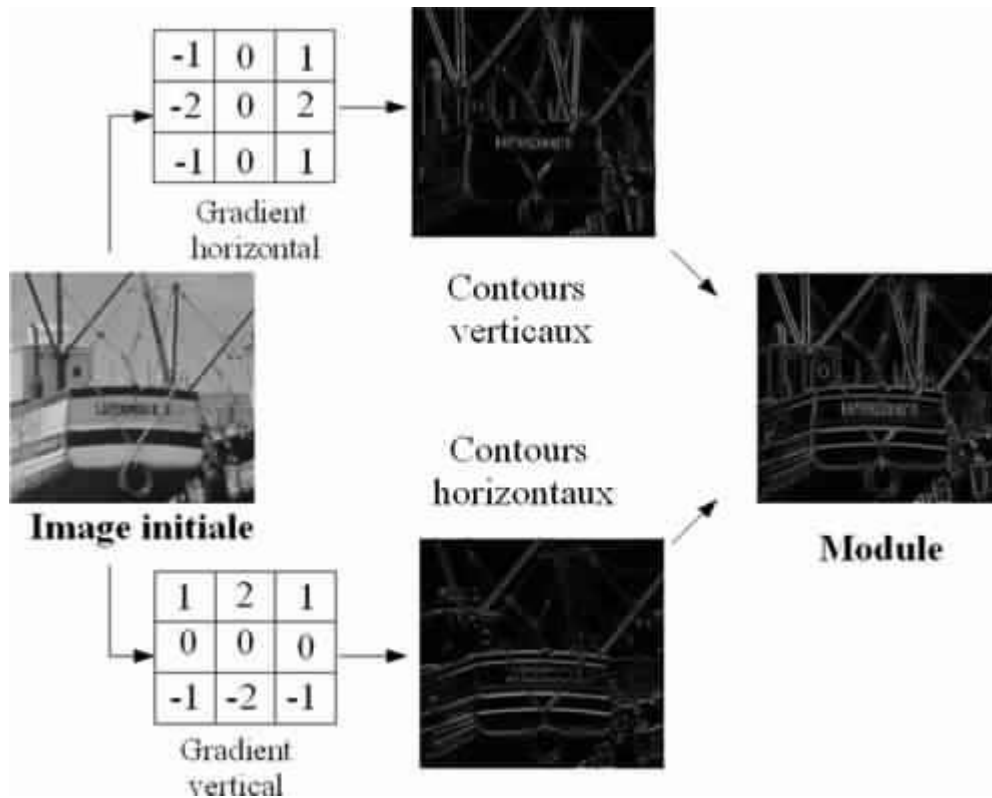 -1 0 1
-2 0 2
-1 0 1
Gradient
horizontal
Contours
verticaux
Image initiale
Contours
horizontaux
Module
1 2 1
0 0 0
-1 -2 -1
Gradient
vertical